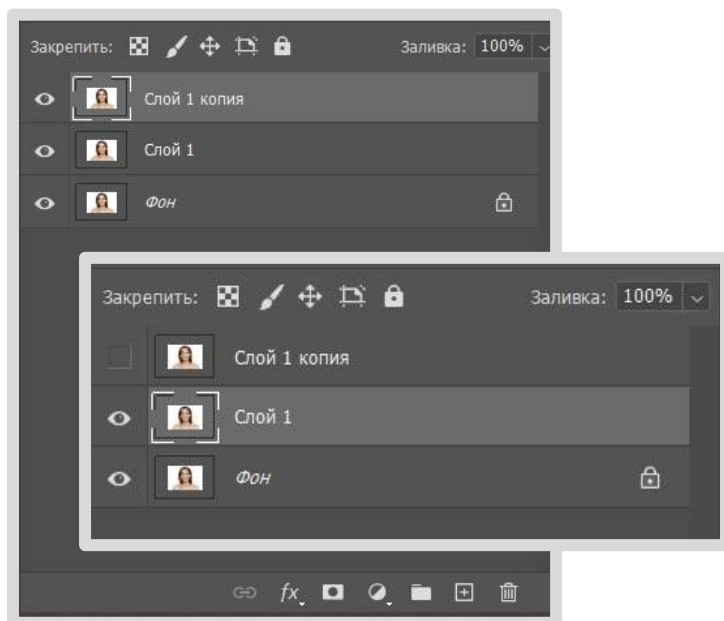 Закрепить: Заливка: 100%
Слой 1 копия
Слой 1
Фон
Закрепить: Заливка: 100%
Слой 1 копия
Слой 1
Фон
fx